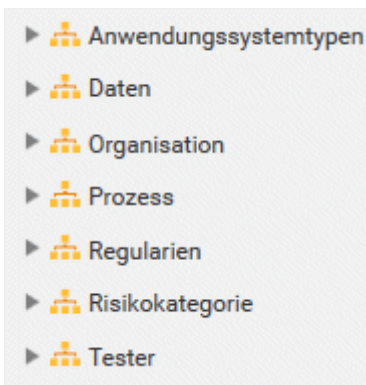 Anwendungssystemtypen
Daten
Organisation
Prozess
Regularien
Risikokategorie
Tester